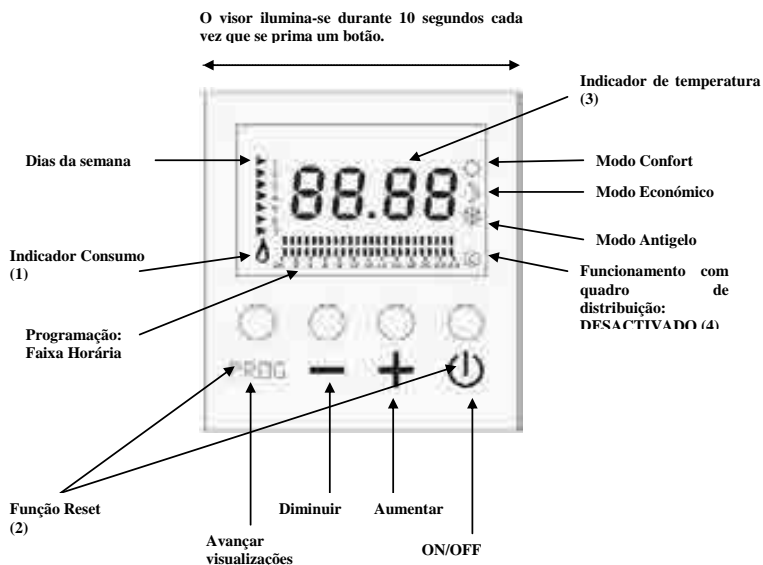 O visor ilumina-se durante 10 segundos cada
vez que se prima um botão.
Indicador de temperatura
(3)
Dias da semana
88.88
Modo Confort
Modo Económico
Modo Antigelo
Indicador Consumo
(1)
Funcionamento com
quadro de
distribuição:
DESACTIVADO (4)
Programação:
Faixa Horária
PROG
Função Reset
(2)
Diminuir
Aumentar
Avançar
visualizações
ON/OFF